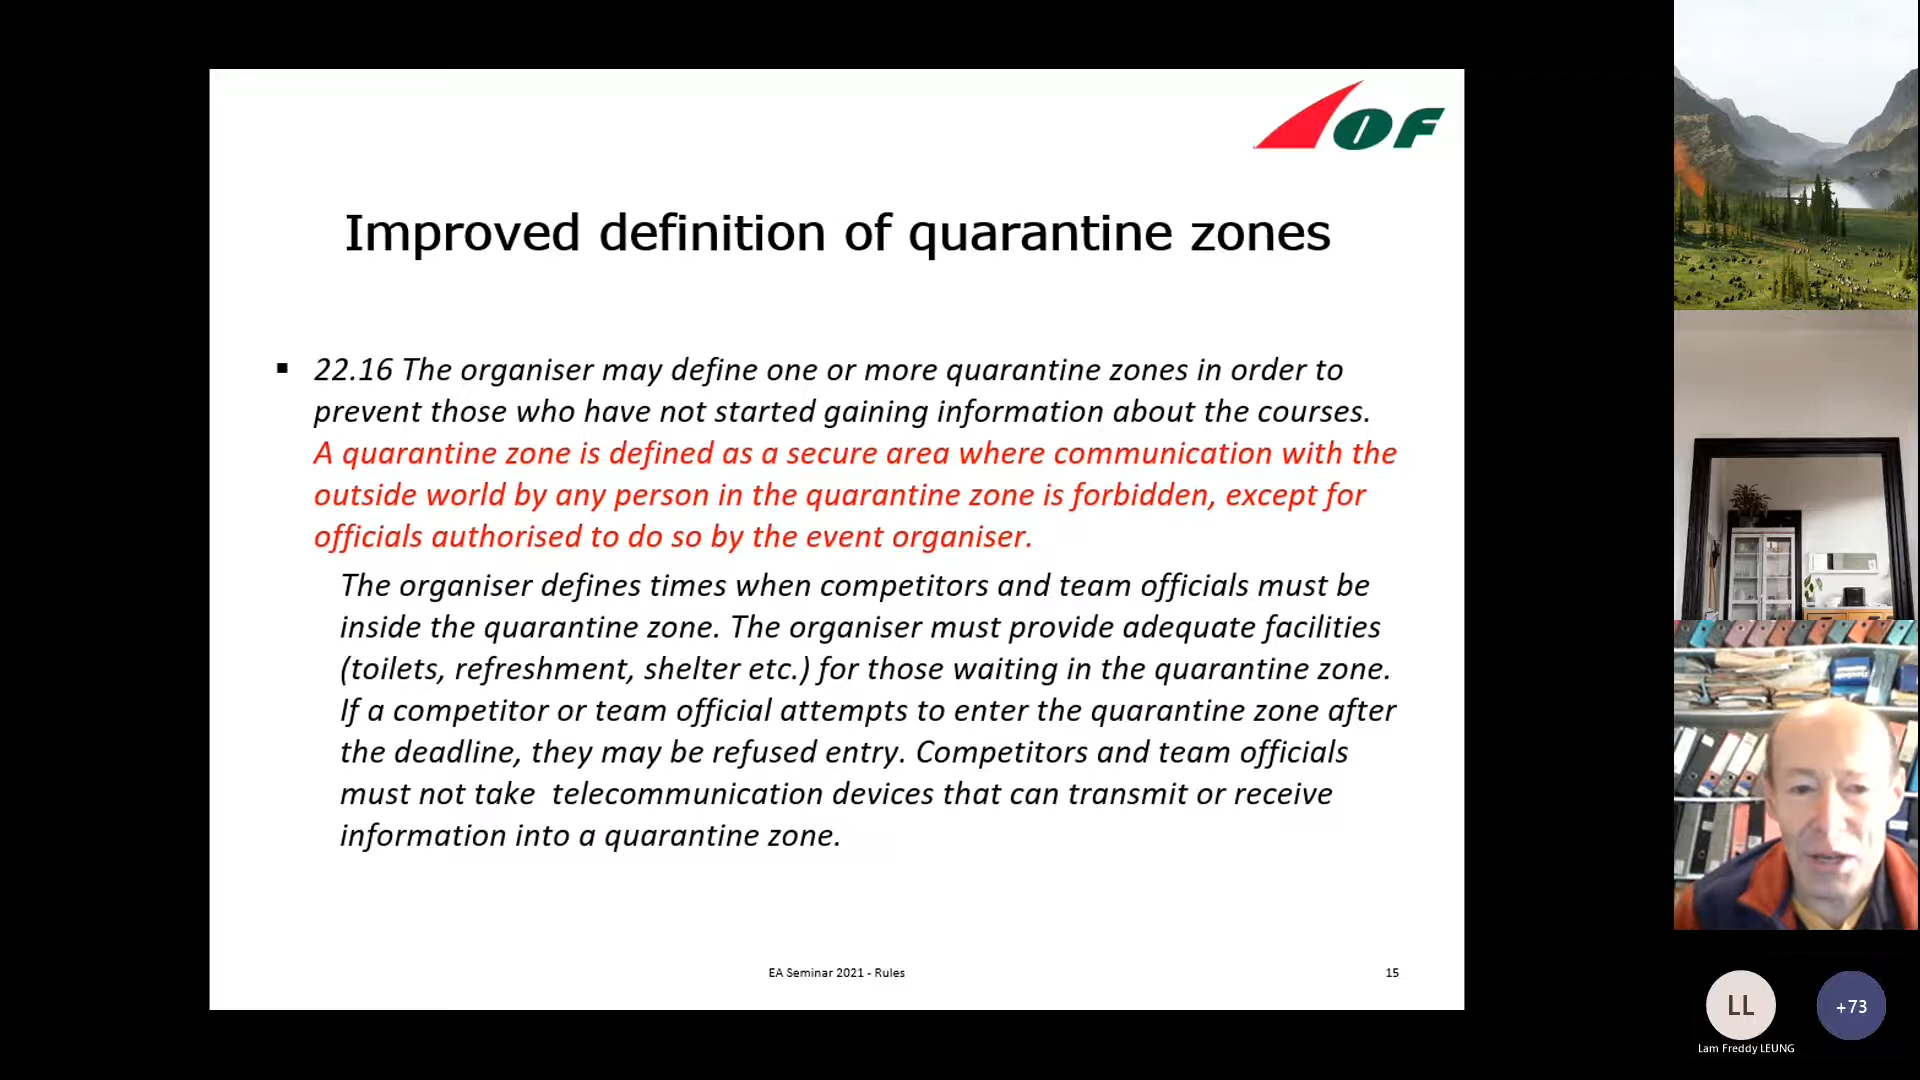 IOF
Improved definition of quarantine zones
▪ 22.16 The organiser may define one or more quarantine zones in order to
prevent those who have not started gaining information about the courses.
A quarantine zone is defined as a secure area where communication with the
outside world by any person in the quarantine zone is forbidden, except for
officials authorised to do so by the event organiser.
The organiser defines times when competitors and team officials must be
inside the quarantine zone. The organiser must provide adequate facilities
(toilets, refreshment, shelter etc.) for those waiting in the quarantine zone.
If a competitor or team official attempts to enter the quarantine zone after
the deadline, they may be refused entry. Competitors and team officials
must not take  telecommunication devices that can transmit or receive
information into a quarantine zone.
EA Seminar 2021 - Rules
15
LL
+73
Lam Freddy LEUNG